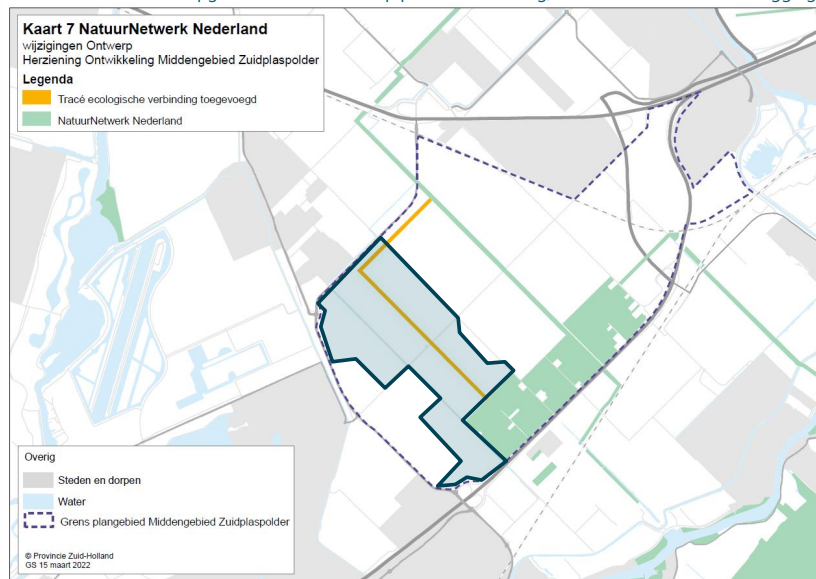 Kaart 7 NatuurNetwerk Nederland
wijzigingen Ontwerp
Herziening Ontwikkeling Middengebied Zuidplaspolder
Legenda
Tracé ecologische verbinding toegevoegd
NatuurNetwerk Nederland
Overig
Steden en dorpen
Water
Grens plangebied Middengebied Zuidplaspolder
© Provincie Zuid-Holland
GS 15 maart 2022